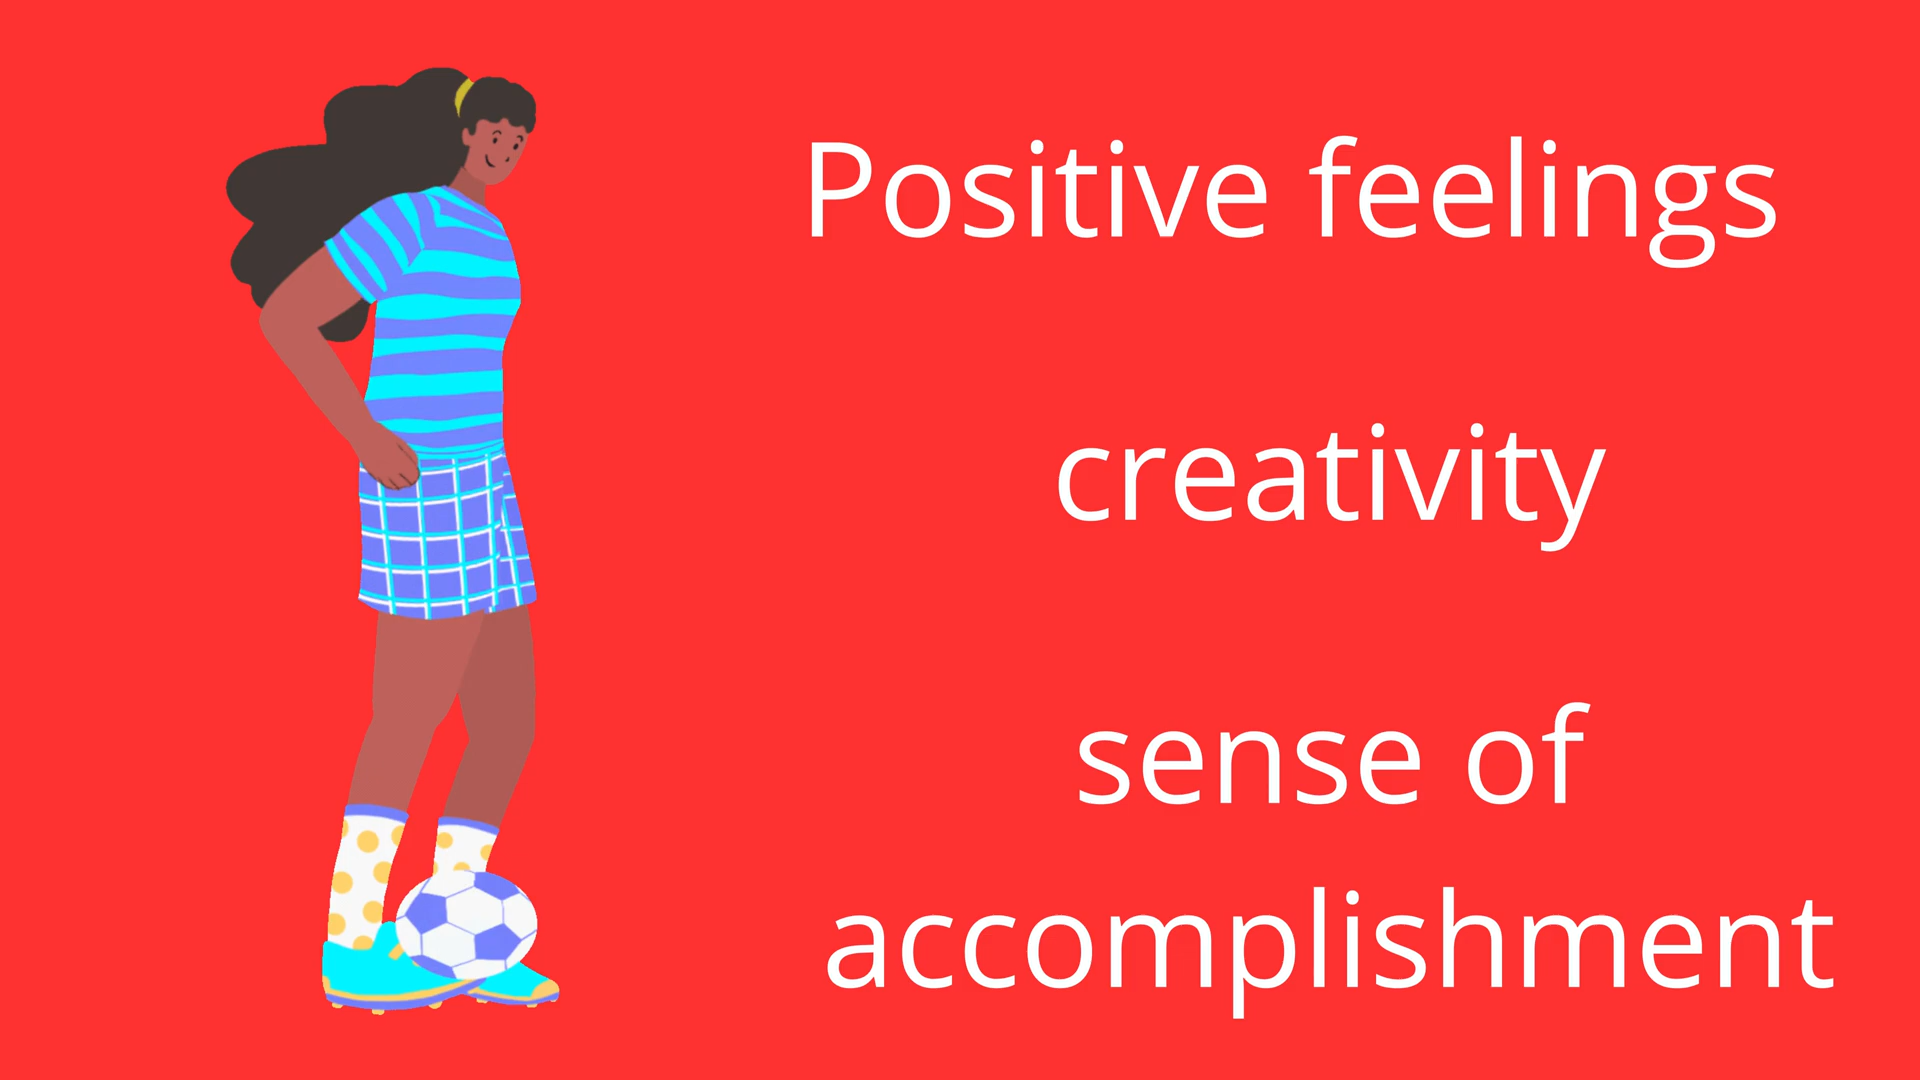 Positive feelings
creativity
sense of
accomplishment